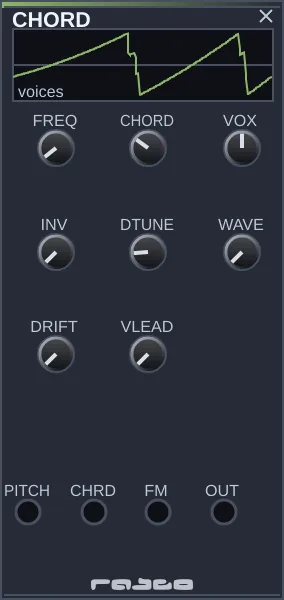 CHORD
voices
FREQ CHORD VOX
INV DTUNE WAVE
DRIFT VLEAD
PITCH CHRD FM OUT